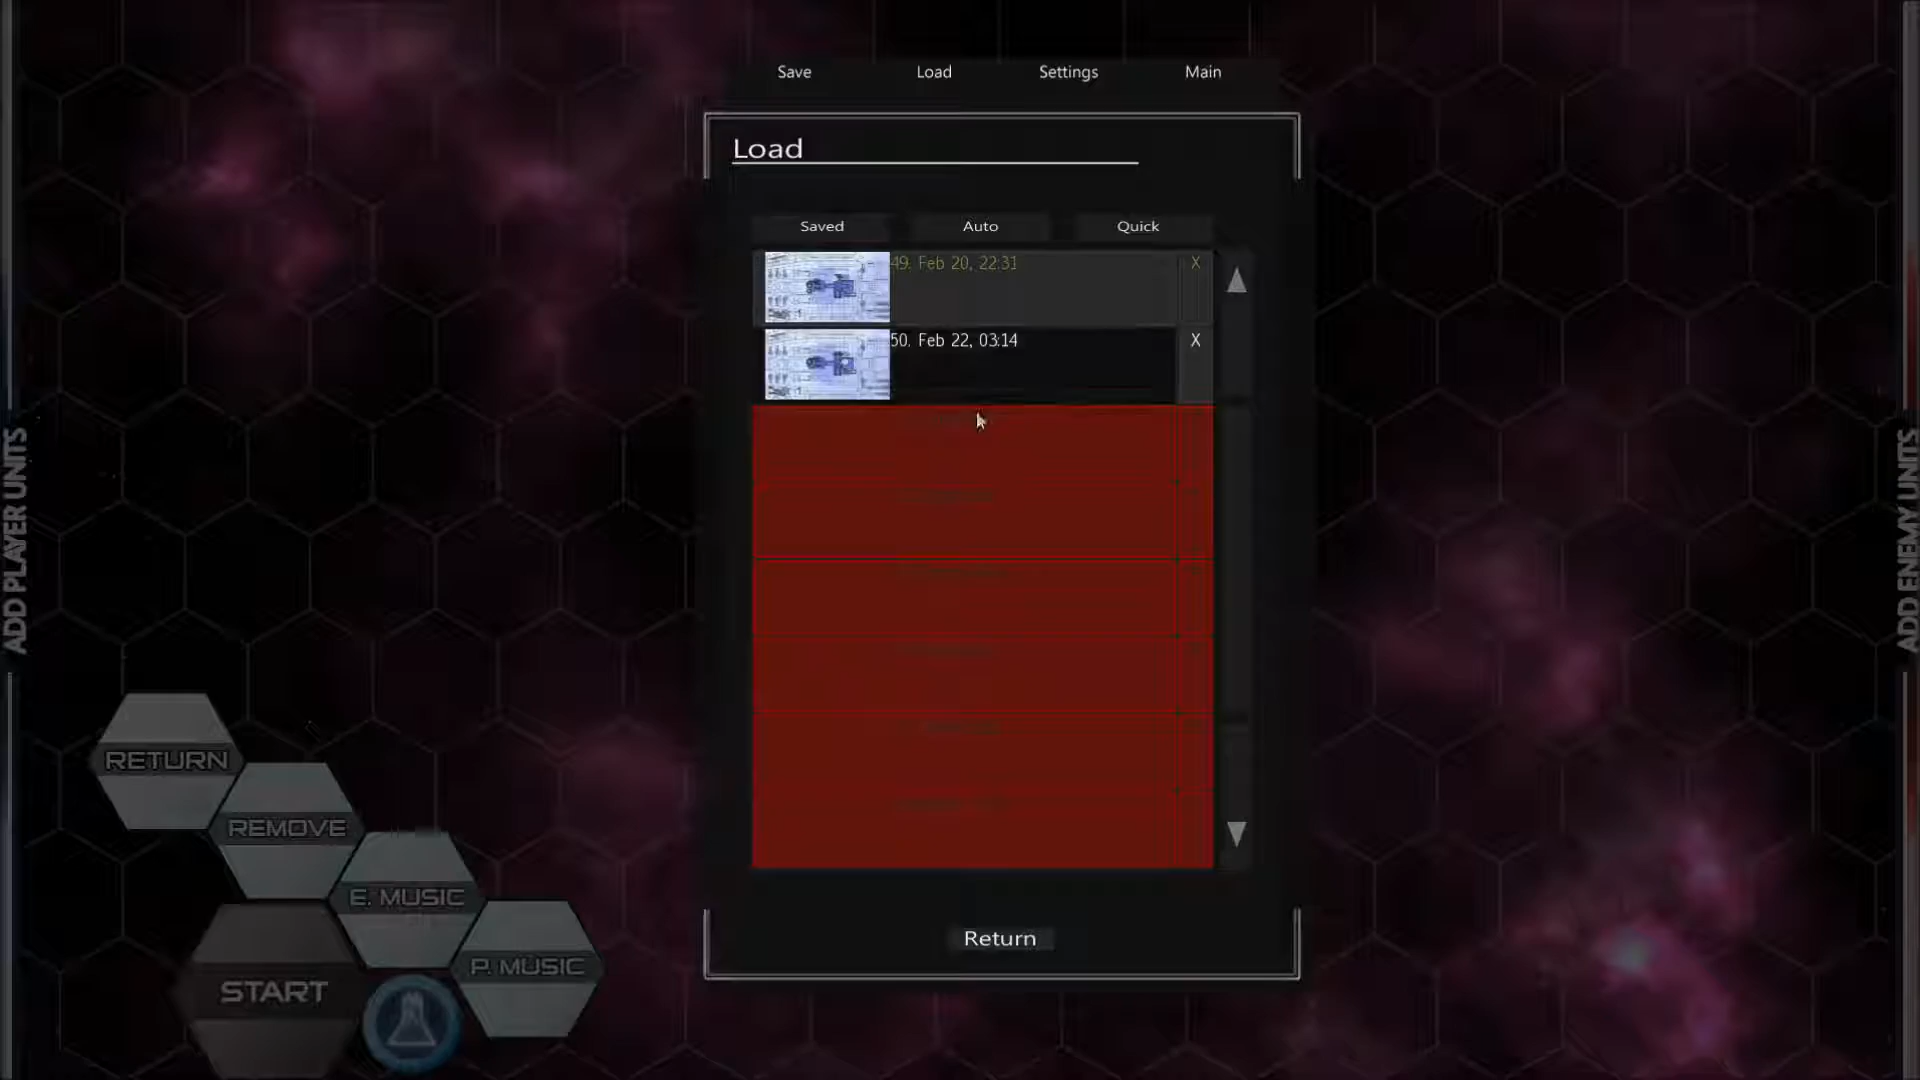 Save Load Settings Main
Load
Saved Auto Quick
49. Feb 20, 22:31 X
50. Feb 22, 03:14 X
Return
ADD PLAYER UNITS
ADD ENEMY UNITS
RETURN
REMOVE
E. MUSIC
P. MUSIC
START